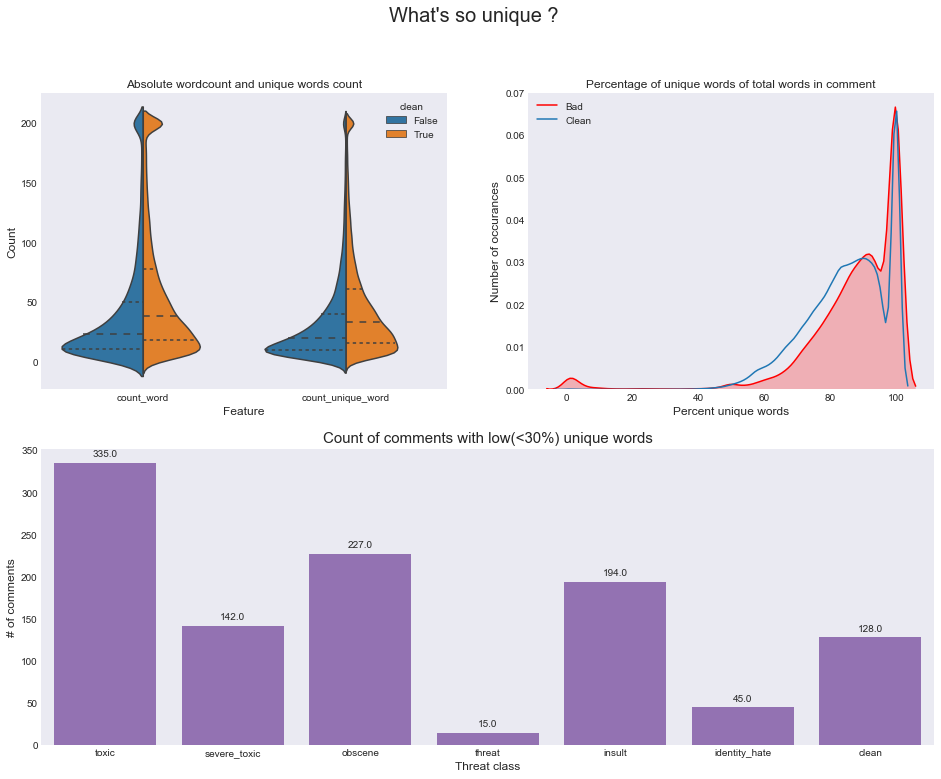 What's so unique ?
Absolute wordcount and unique words count
clean
False
True
200
150
100
50
0
Count
count_word
count_unique_word
Feature
Percentage of unique words of total words in comment
Bad
Clean
0.07
0.06
0.05
0.04
0.03
0.02
0.01
0.00
Number of occurances
0
20
40
60
80
100
Percent unique words
Count of comments with low(<30%) unique words
350
300
250
200
150
100
50
0
# of comments
335.0
142.0
227.0
15.0
194.0
45.0
128.0
toxic
severe_toxic
obscene
threat
insult
identity_hate
clean
Threat class